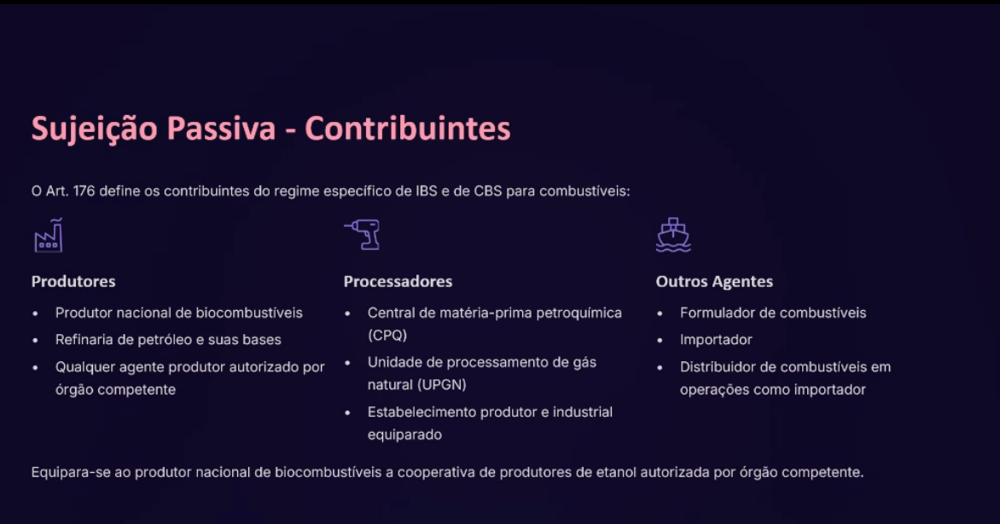 Sujeição Passiva - Contribuintes
O Art. 176 define os contribuintes do regime específico de IBS e de CBS para combustíveis:
Produtores
• Produtor nacional de biocombustíveis
• Refinaria de petróleo e suas bases
• Qualquer agente produtor autorizado por
órgão competente
Processadores
• Central de matéria-prima petroquímica
(CPQ)
• Unidade de processamento de gás
natural (UPGN)
• Estabelecimento produtor e industrial
equiparado
Outros Agentes
• Formulador de combustíveis
• Importador
• Distribuidor de combustíveis em
operações como importador
Equipara-se ao produtor nacional de biocombustíveis a cooperativa de produtores de etanol autorizada por órgão competente.